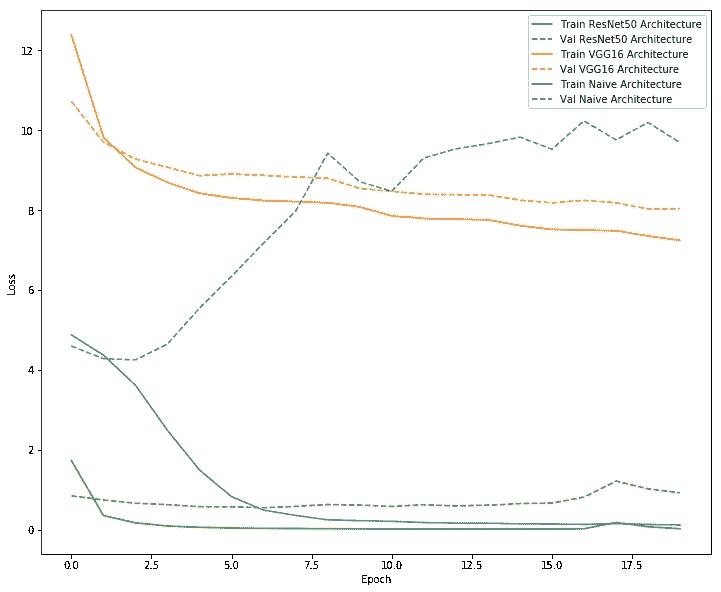 Train ResNet50 Architecture
Val ResNet50 Architecture
Train VGG16 Architecture
Val VGG16 Architecture
Train Naive Architecture
Val Naive Architecture
12
10
8
6
4
2
0
Loss
0.0 2.5 5.0 7.5 10.0 12.5 15.0 17.5
Epoch